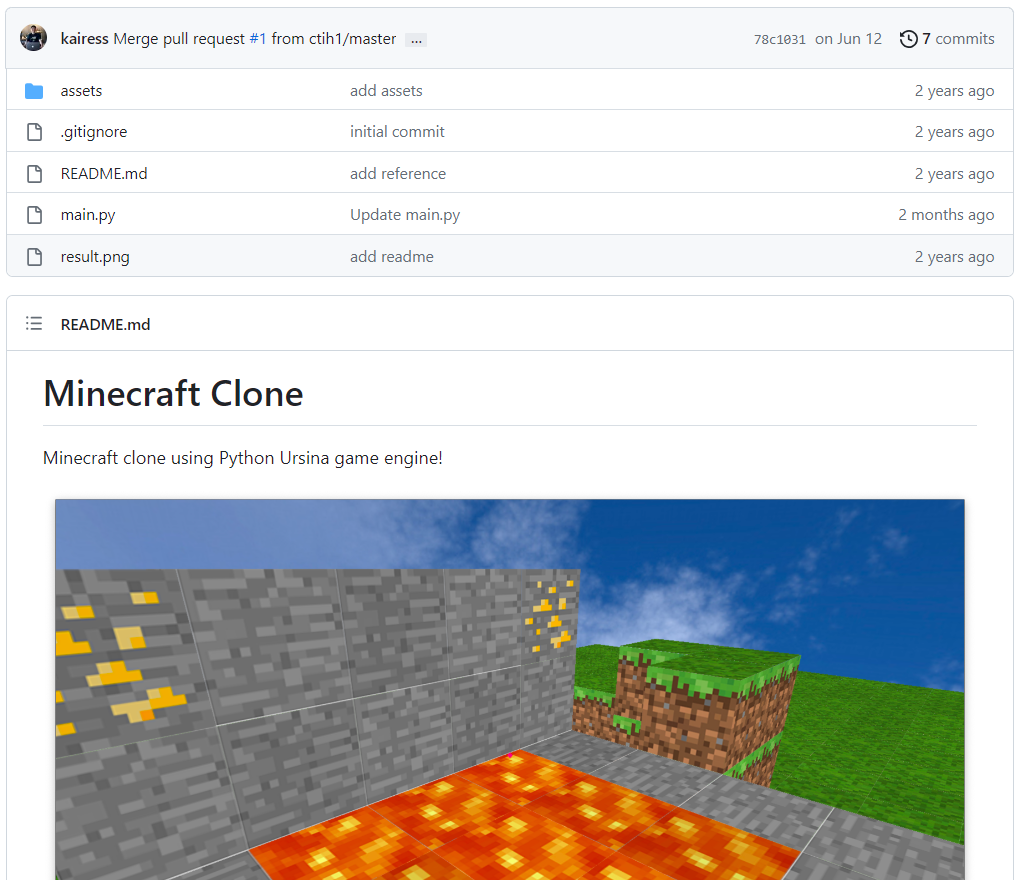 kairess Merge pull request #1 from ctih1/master ... 78c1031 on Jun 12 7 commits
assets add assets 2 years ago
.gitignore initial commit 2 years ago
README.md add reference 2 years ago
main.py Update main.py 2 months ago
result.png add readme 2 years ago
README.md
Minecraft Clone
Minecraft clone using Python Ursina game engine!